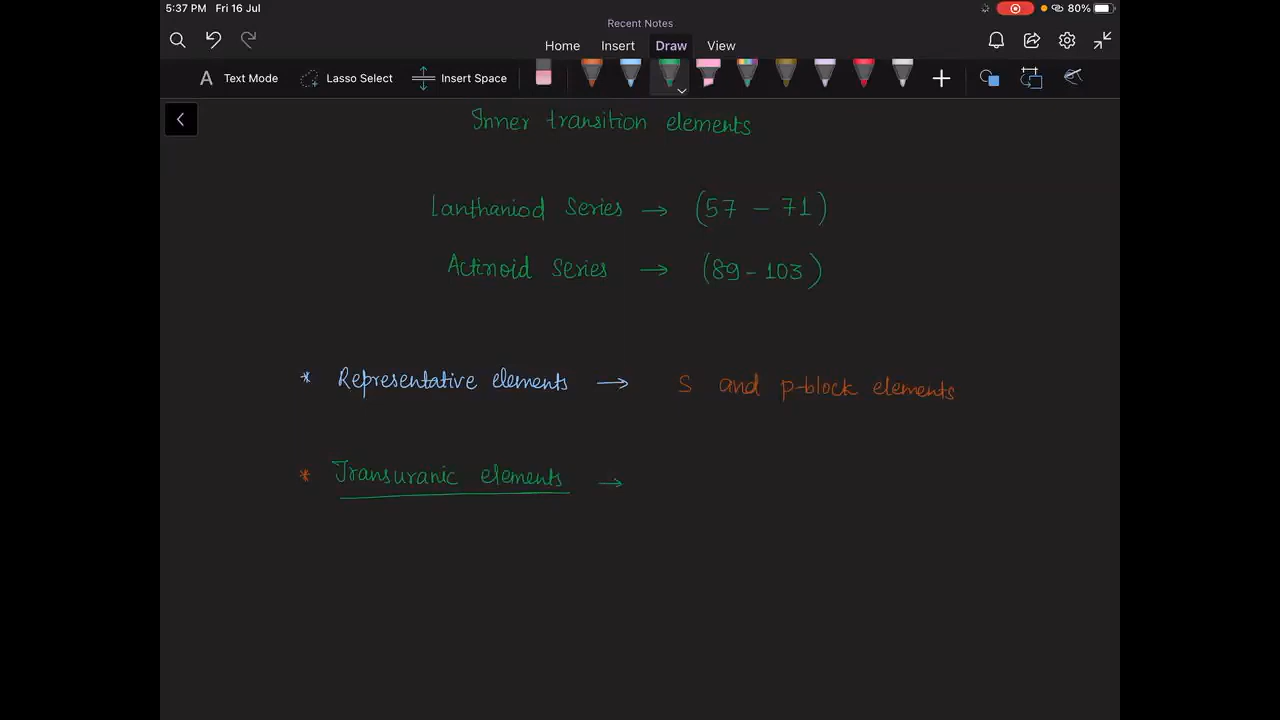 5:37 PM Fri 16 Jul
80%
Recent Notes
Home Insert Draw View
Text Mode Lasso Select Insert Space
Inner transition elements
Lanthaniod Series → (57 - 71)
Actinoid Series → (89 - 103)
* Representative elements → S and p-block elements
* Transuranic elements →